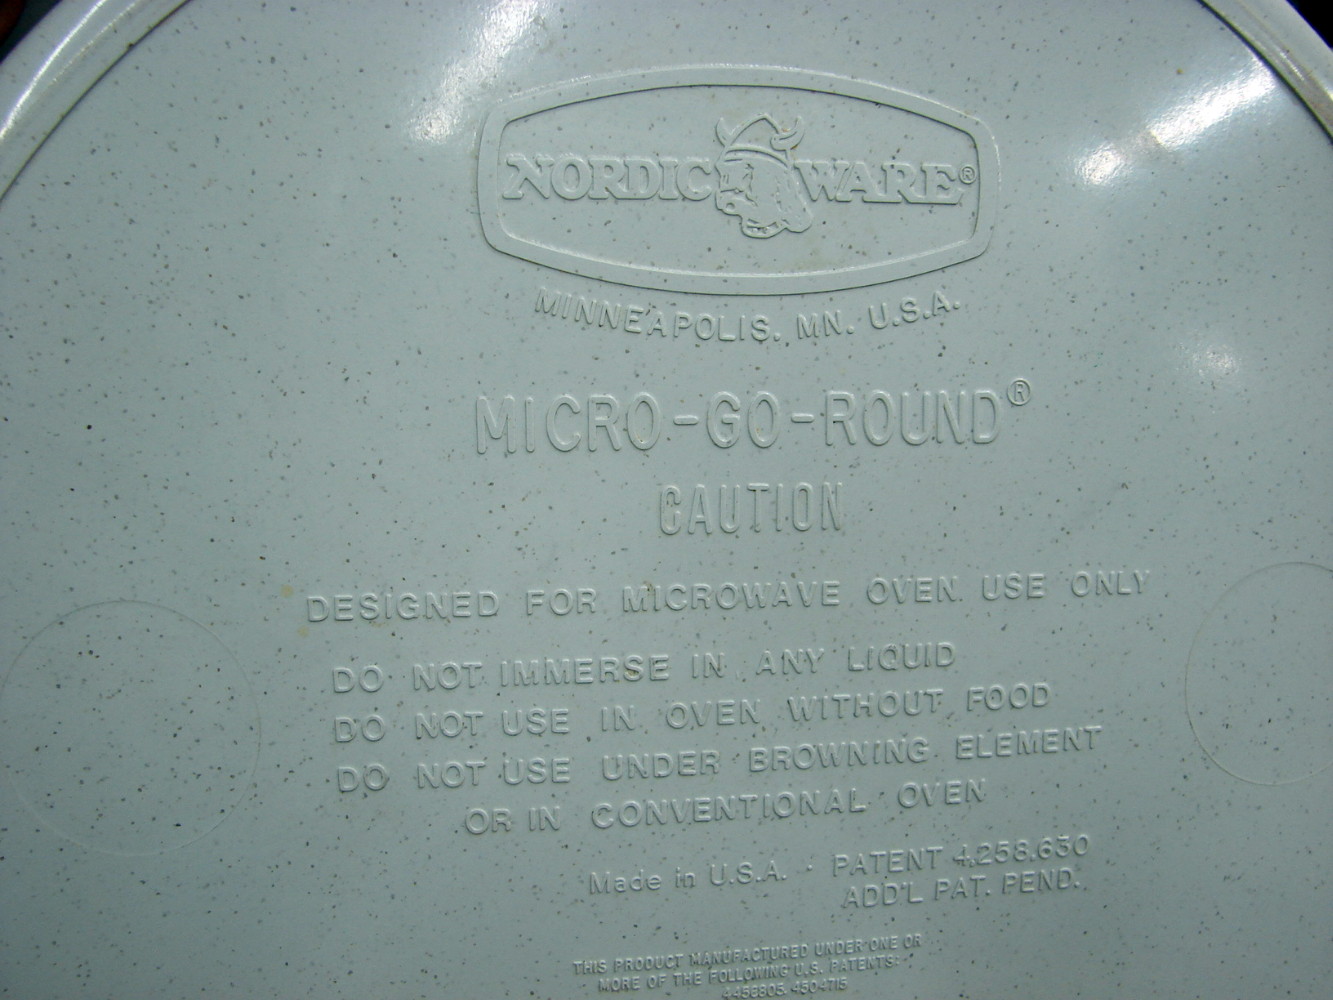 NORDIC WARE®
MINNEAPOLIS, MN. U.S.A.
MICRO-GO-ROUND®
CAUTION
DESIGNED FOR MICROWAVE OVEN USE ONLY
DO NOT IMMERSE IN ANY LIQUID
DO NOT USE IN OVEN WITHOUT FOOD
DO NOT USE UNDER BROWNING ELEMENT
OR IN CONVENTIONAL OVEN
Made in U.S.A. · PATENT 4,258,630
ADD'L PAT. PEND.
THIS PRODUCT MANUFACTURED UNDER ONE OR
MORE OF THE FOLLOWING U.S. PATENTS:
4456805, 4504715